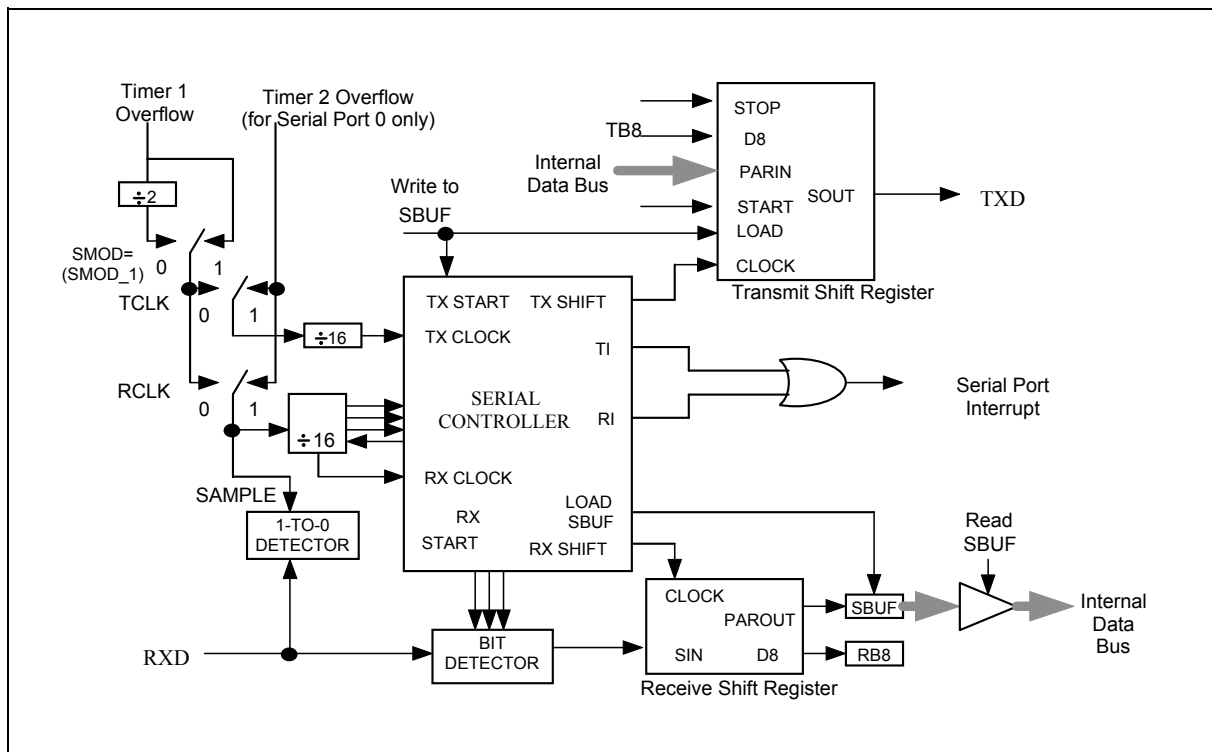 Timer 1
Overflow
Timer 2 Overflow
(for Serial Port 0 only)
÷2
SMOD=
(SMOD_1)
0
1
TCLK
0
1
÷16
RCLK
0
1
÷16
SAMPLE
1-TO-0
DETECTOR
RXD
Write to
SBUF
TX START
TX SHIFT
TX CLOCK
TI
SERIAL
CONTROLLER
RI
RX CLOCK
LOAD
SBUF
RX
START
RX SHIFT
BIT
DETECTOR
TB8
Internal
Data Bus
STOP
D8
PARIN
START
SOUT
LOAD
CLOCK
Transmit Shift Register
TXD
Serial Port
Interrupt
CLOCK
PAROUT
SIN
D8
Receive Shift Register
SBUF
RB8
Read
SBUF
Internal
Data
Bus